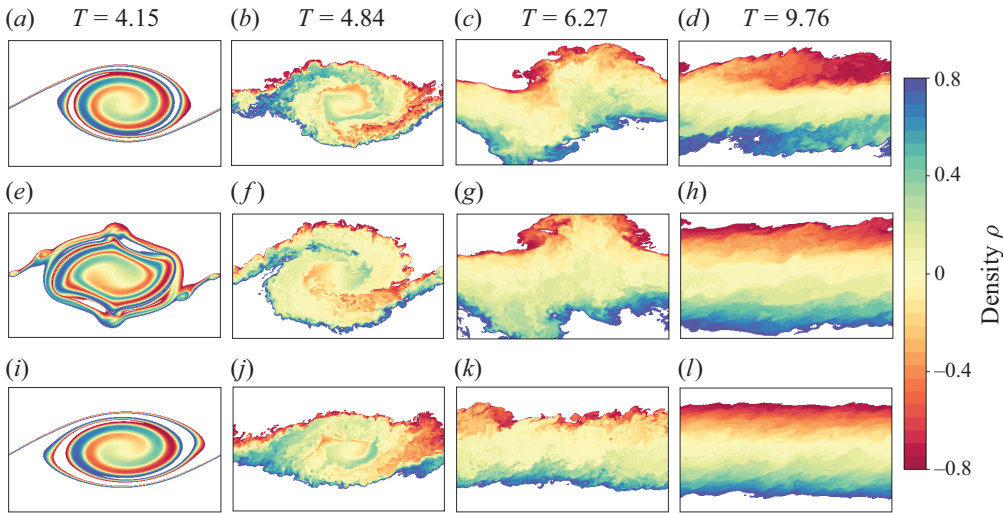 (a) T = 4.15 (b) T = 4.84 (c) T = 6.27 (d) T = 9.76
0.8
(e) (f) (g) (h)
0.4
0
Density ρ
(i) (j) (k) (l)
–0.4
–0.8